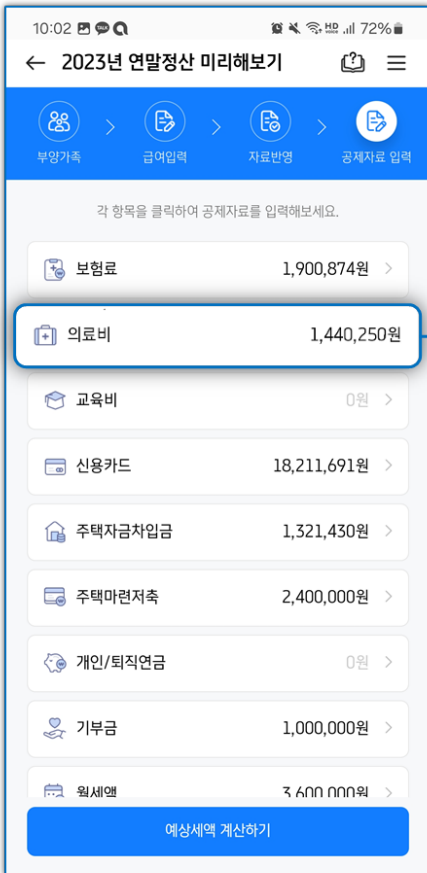 10:02 TALK 72%
← 2023년 연말정산 미리해보기
부양가족 > 급여입력 > 자료반영 > 공제자료 입력
각 항목을 클릭하여 공제자료를 입력해보세요.
보험료 1,900,874원 >
의료비 1,440,250원
교육비 0원 >
신용카드 18,211,691원 >
주택자금차입금 1,321,430원 >
주택마련저축 2,400,000원 >
개인/퇴직연금 0원 >
기부금 1,000,000원 >
월세액 3,600,000원 >
예상세액 계산하기